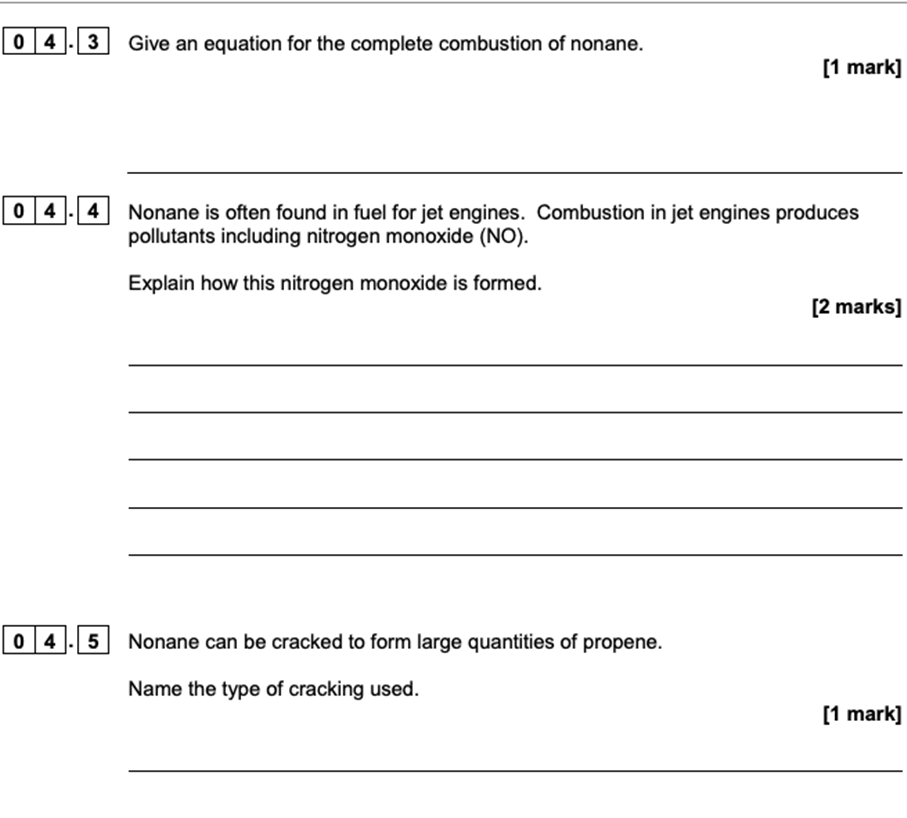 0 4 . 3 Give an equation for the complete combustion of nonane.
[1 mark]
0 4 . 4 Nonane is often found in fuel for jet engines. Combustion in jet engines produces
pollutants including nitrogen monoxide (NO).
Explain how this nitrogen monoxide is formed.
[2 marks]
0 4 . 5 Nonane can be cracked to form large quantities of propene.
Name the type of cracking used.
[1 mark]